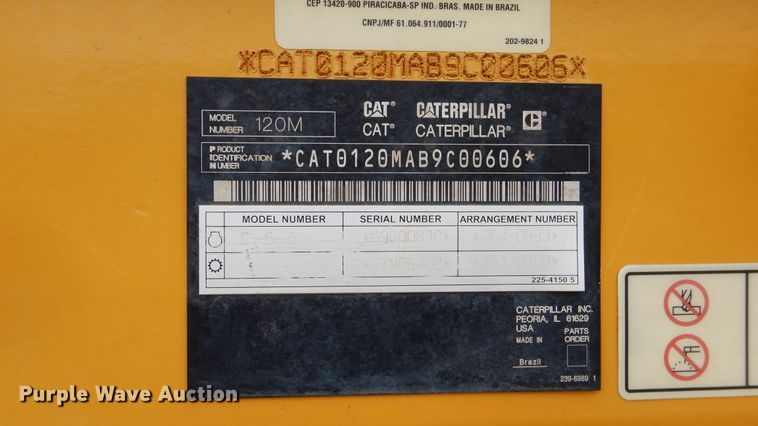 CEP 13420-900 PIRACICABA-SP IND. BRAS. MADE IN BRAZIL
CNPJ/MF 61.064.911/0001-77
202-9824 1
*CAT0120MAB9C00606*
MODEL NUMBER 120M
CAT® CATERPILLAR® C
CAT® CATERPILLAR®
PRODUCT IDENTIFICATION NUMBER *CAT0120MAB9C00606*
MODEL NUMBER SERIAL NUMBER ARRANGEMENT NUMBER
C-6-6
225-4150 5
CATERPILLAR INC.
PEORIA, IL 61629
USA
MADE IN PARTS ORDER
Brazil
239-6989 1
Purple Wave Auction